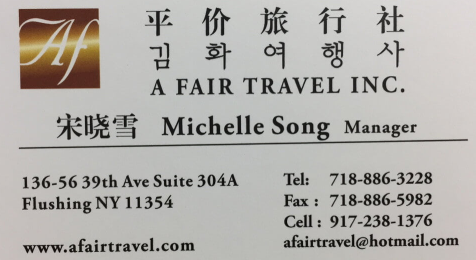 Af
平价旅行社
김화여행사
A FAIR TRAVEL INC.
宋晓雪 Michelle Song Manager
136-56 39th Ave Suite 304A
Flushing NY 11354
www.afairtravel.com
Tel: 718-886-3228
Fax : 718-886-5982
Cell : 917-238-1376
afairtravel@hotmail.com